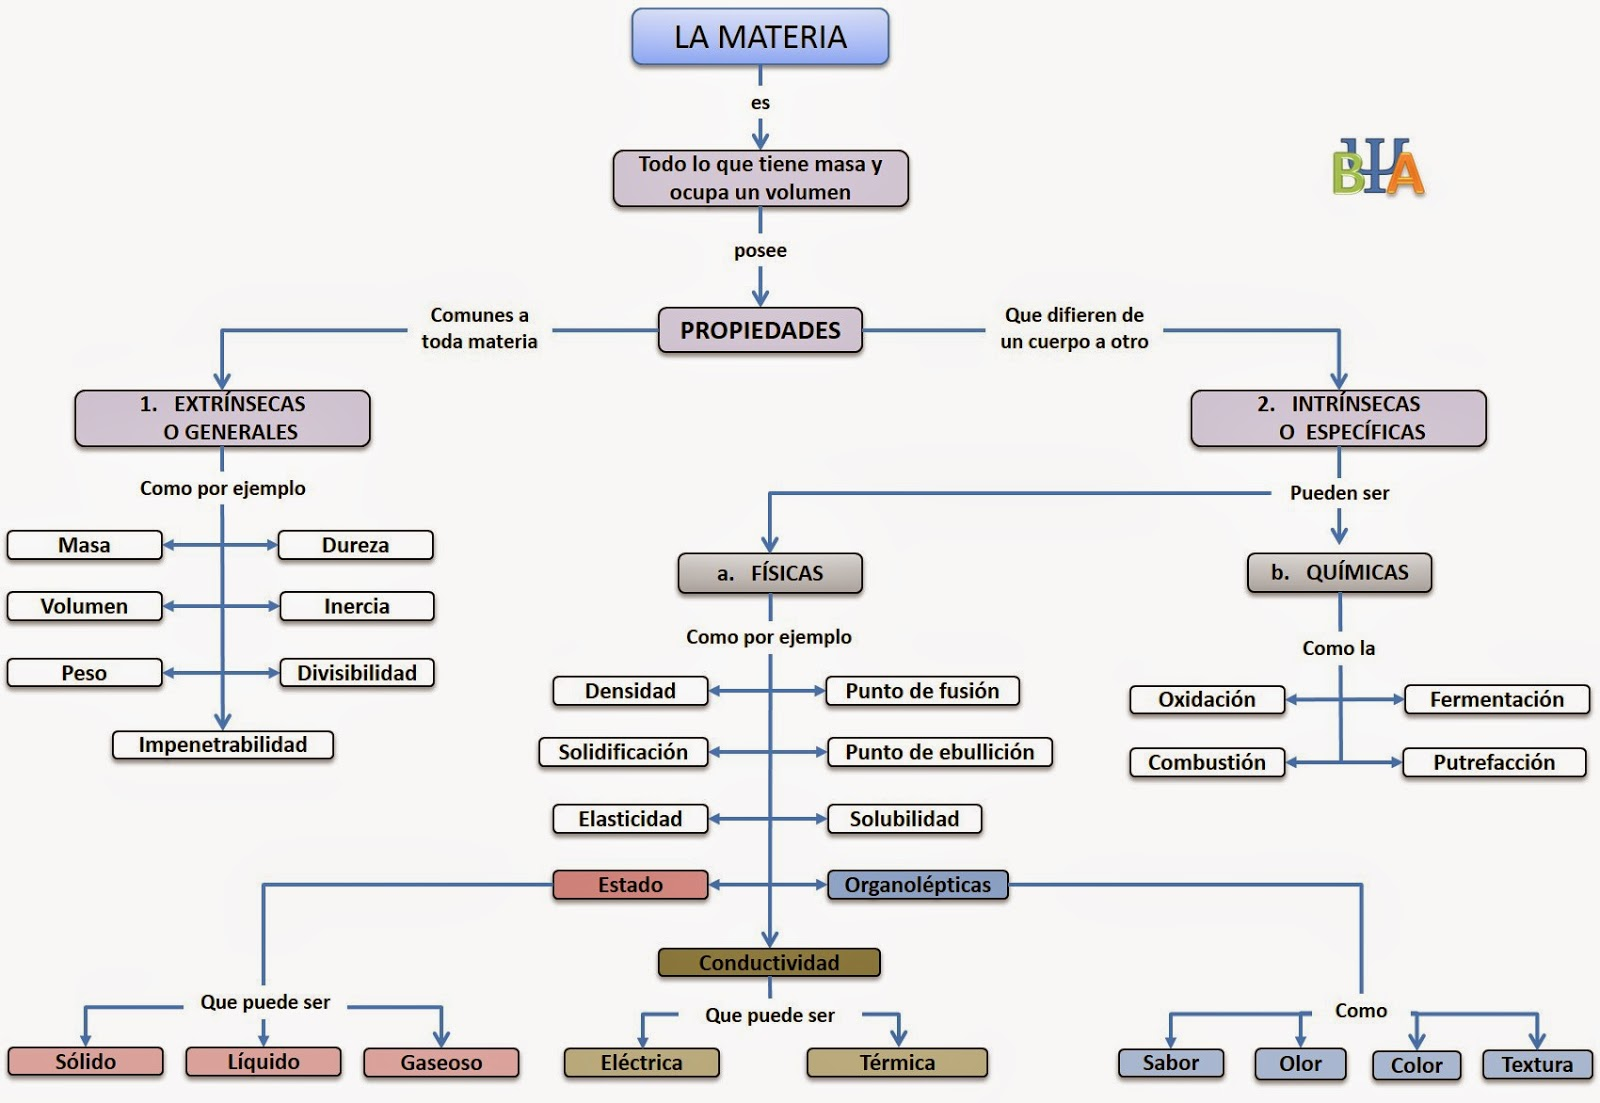 LA MATERIA
es
Todo lo que tiene masa y
ocupa un volumen
posee
PROPIEDADES
Comunes a
toda materia
Que difieren de
un cuerpo a otro
1. EXTRÍNSECAS
O GENERALES
Como por ejemplo
Masa
Dureza
Volumen
Inercia
Peso
Divisibilidad
Impenetrabilidad
2. INTRÍNSECAS
O ESPECÍFICAS
Pueden ser
a. FÍSICAS
Como por ejemplo
Densidad
Punto de fusión
Solidificación
Punto de ebullición
Elasticidad
Solubilidad
Estado
Organolépticas
Conductividad
b. QUÍMICAS
Como la
Oxidación
Fermentación
Combustión
Putrefacción
Que puede ser
Sólido
Líquido
Gaseoso
Que puede ser
Eléctrica
Térmica
Como
Sabor
Olor
Color
Textura
BΨA